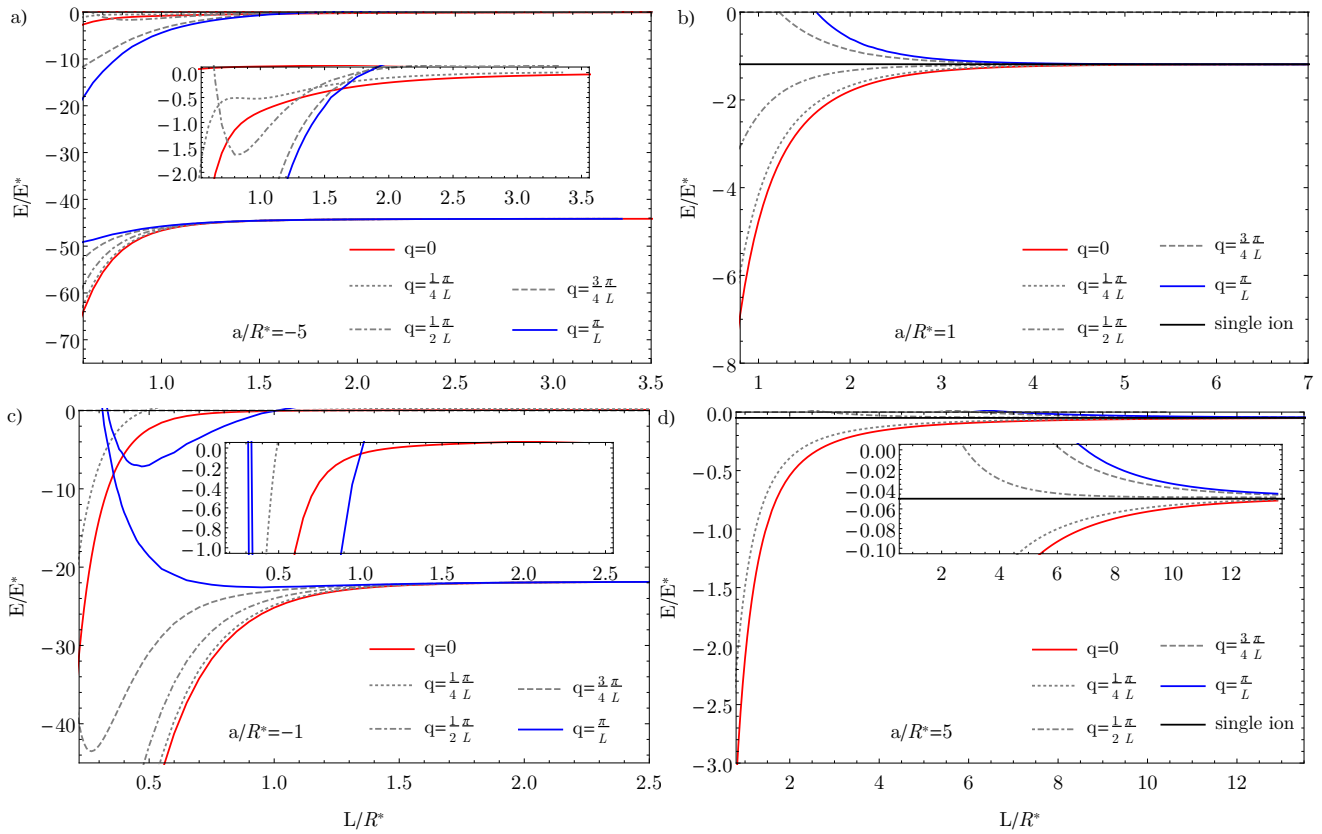 a)
0
−10
−20
−30
−40
−50
−60
−70
E/E*
1.0 1.5 2.0 2.5 3.0 3.5
0.0
−0.5
−1.0
−1.5
−2.0
1.0 1.5 2.0 2.5 3.0 3.5
q=0
q=1/4 π/L
q=1/2 π/L
q=3/4 π/L
q=π/L
a/R*=−5
b)
0
−2
−4
−6
−8
E/E*
1 2 3 4 5 6 7
q=0
q=1/4 π/L
q=1/2 π/L
q=3/4 π/L
q=π/L
single ion
a/R*=1
c)
0
−10
−20
−30
−40
E/E*
0.5 1.0 1.5 2.0 2.5
L/R*
0.0
−0.2
−0.4
−0.6
−0.8
−1.0
0.5 1.0 1.5 2.0 2.5
q=0
q=1/4 π/L
q=1/2 π/L
q=3/4 π/L
q=π/L
a/R*=−1
d)
0.0
−0.5
−1.0
−1.5
−2.0
−2.5
−3.0
E/E*
2 4 6 8 10 12
L/R*
0.00
−0.02
−0.04
−0.06
−0.08
−0.10
2 4 6 8 10 12
q=0
q=1/4 π/L
q=1/2 π/L
q=3/4 π/L
q=π/L
single ion
a/R*=5